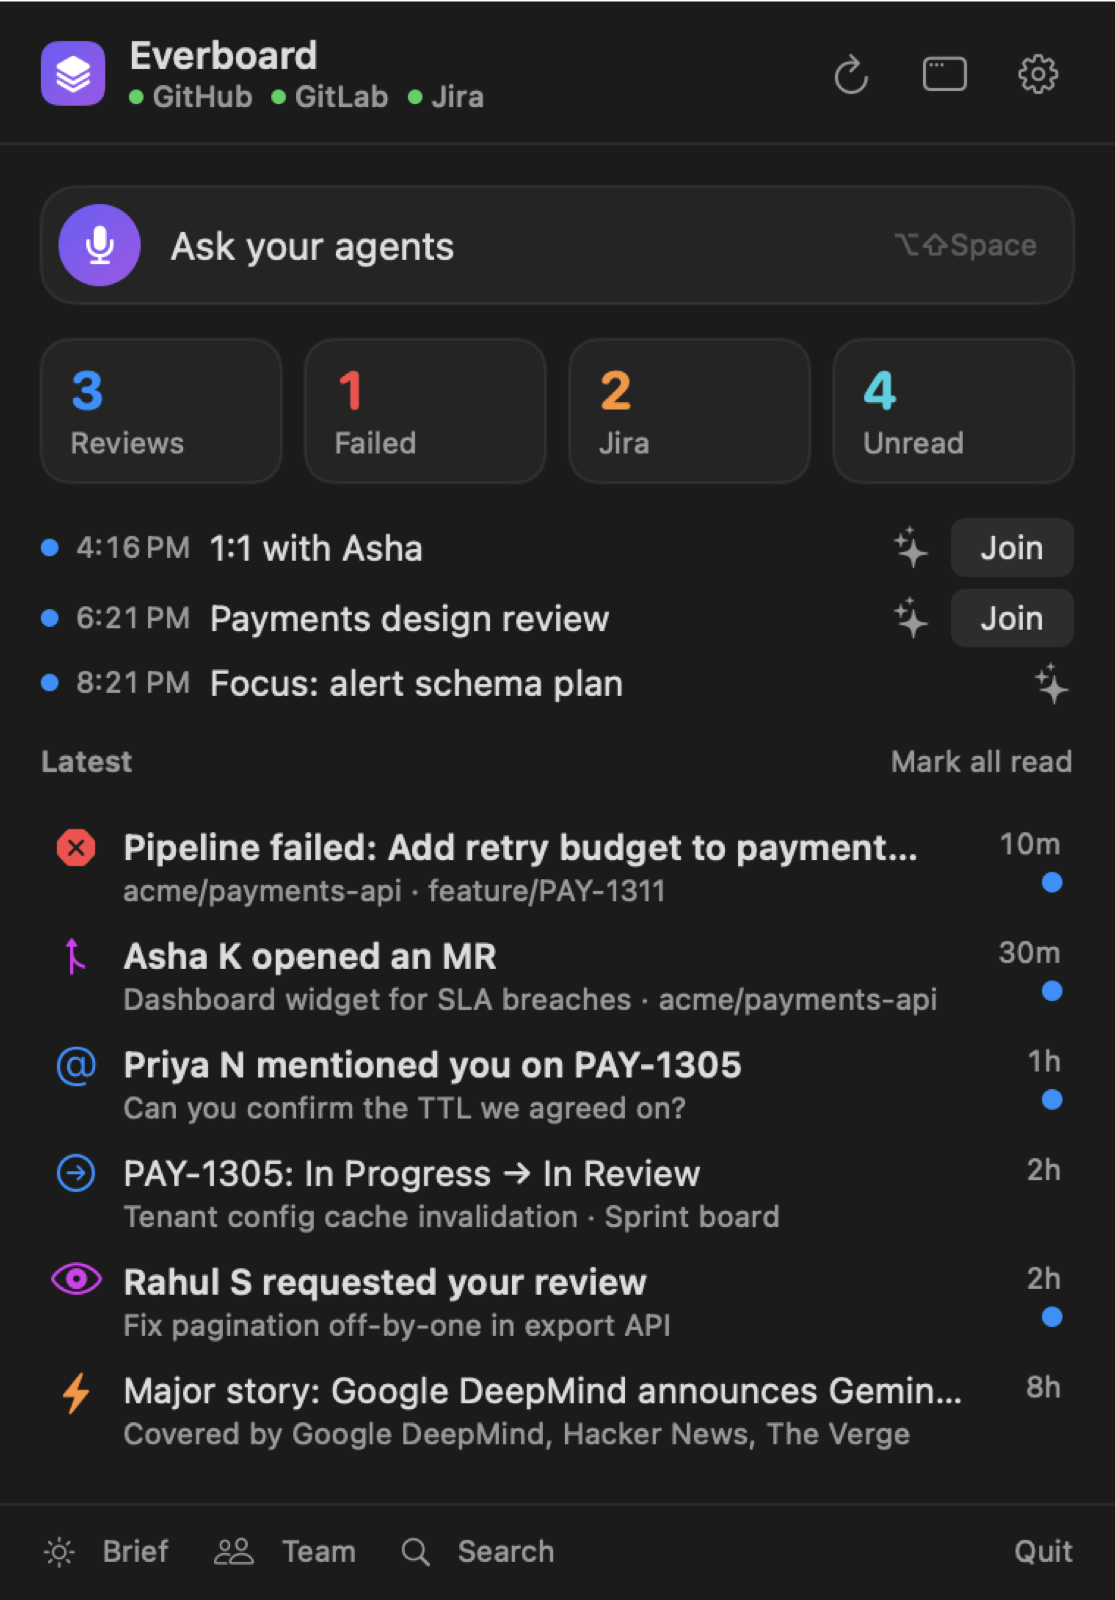 Everboard
GitHub GitLab Jira
Ask your agents ⌥⇧Space
3 1 2 4
Reviews Failed Jira Unread
4:16 PM 1:1 with Asha Join
6:21 PM Payments design review Join
8:21 PM Focus: alert schema plan
Latest Mark all read
Pipeline failed: Add retry budget to payment... 10m
acme/payments-api · feature/PAY-1311
Asha K opened an MR 30m
Dashboard widget for SLA breaches · acme/payments-api
@ Priya N mentioned you on PAY-1305 1h
Can you confirm the TTL we agreed on?
PAY-1305: In Progress → In Review 2h
Tenant config cache invalidation · Sprint board
Rahul S requested your review 2h
Fix pagination off-by-one in export API
Major story: Google DeepMind announces Gemin... 8h
Covered by Google DeepMind, Hacker News, The Verge
Brief Team Search Quit